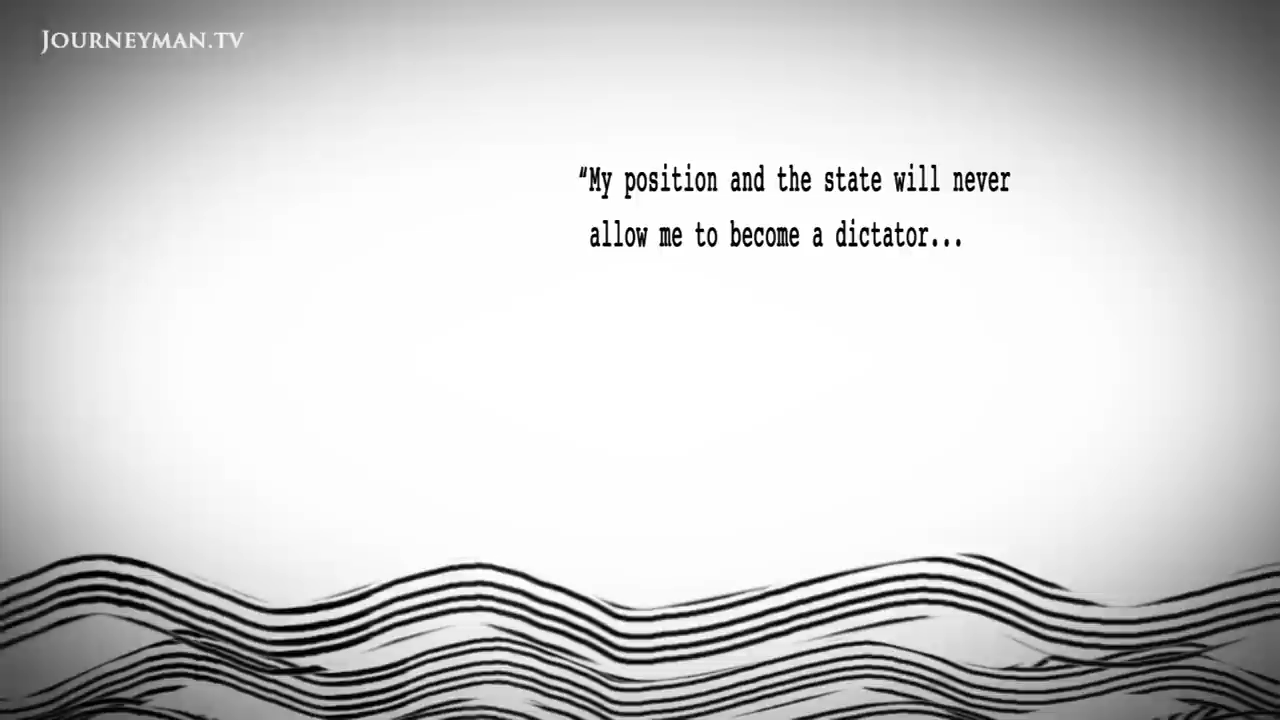 JOURNEYMAN.TV
“My position and the state will never
allow me to become a dictator...